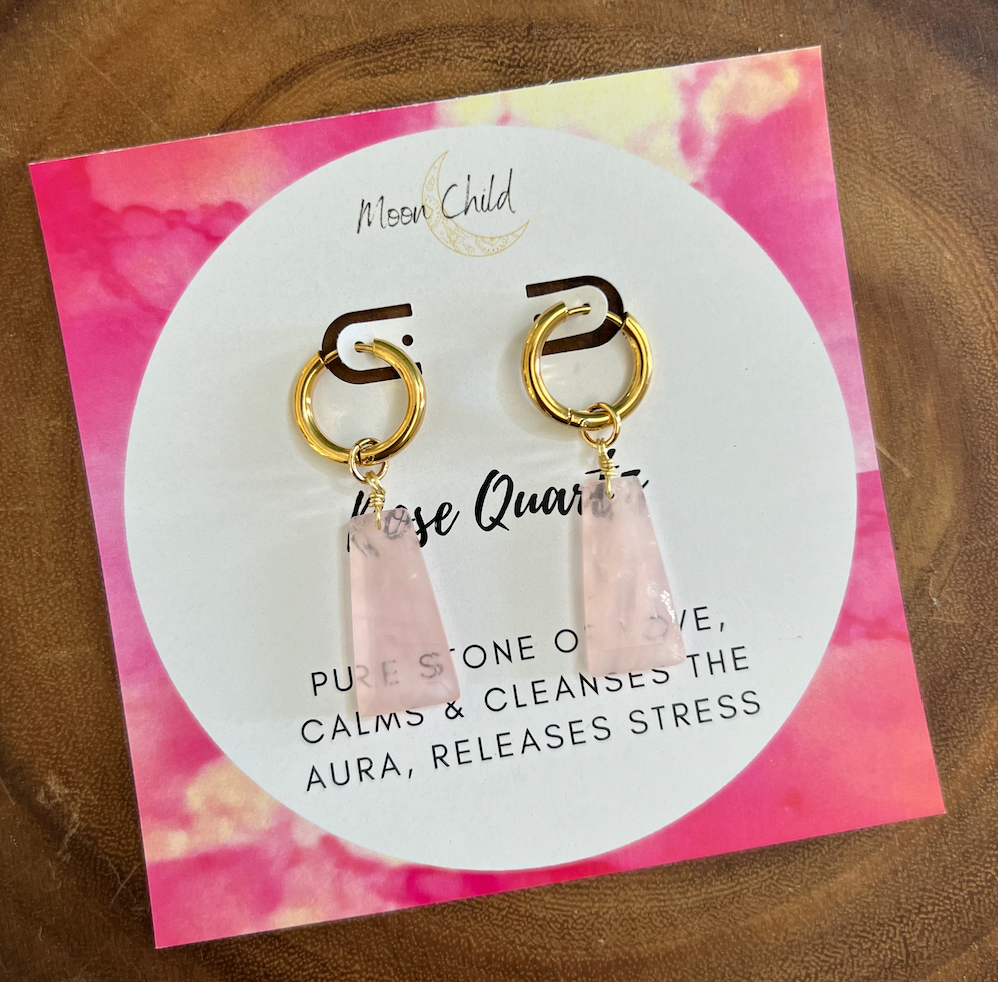 Moon Child
Rose Quartz
PURE STONE OF LOVE,
CALMS & CLEANSES THE
AURA, RELEASES STRESS